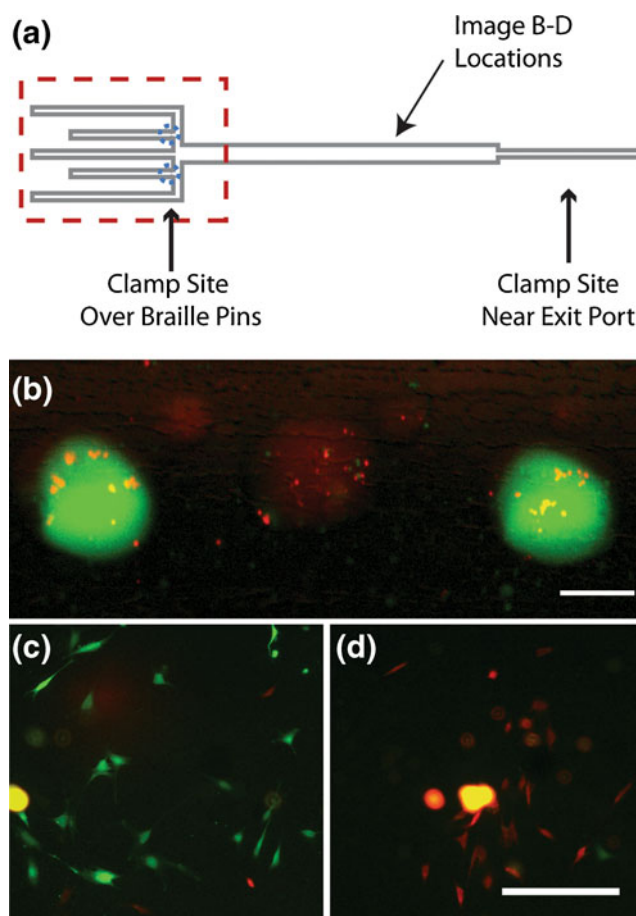 (a)
Image B-D
Locations
Clamp Site
Over Braille Pins
Clamp Site
Near Exit Port
(b)
(c)
(d)